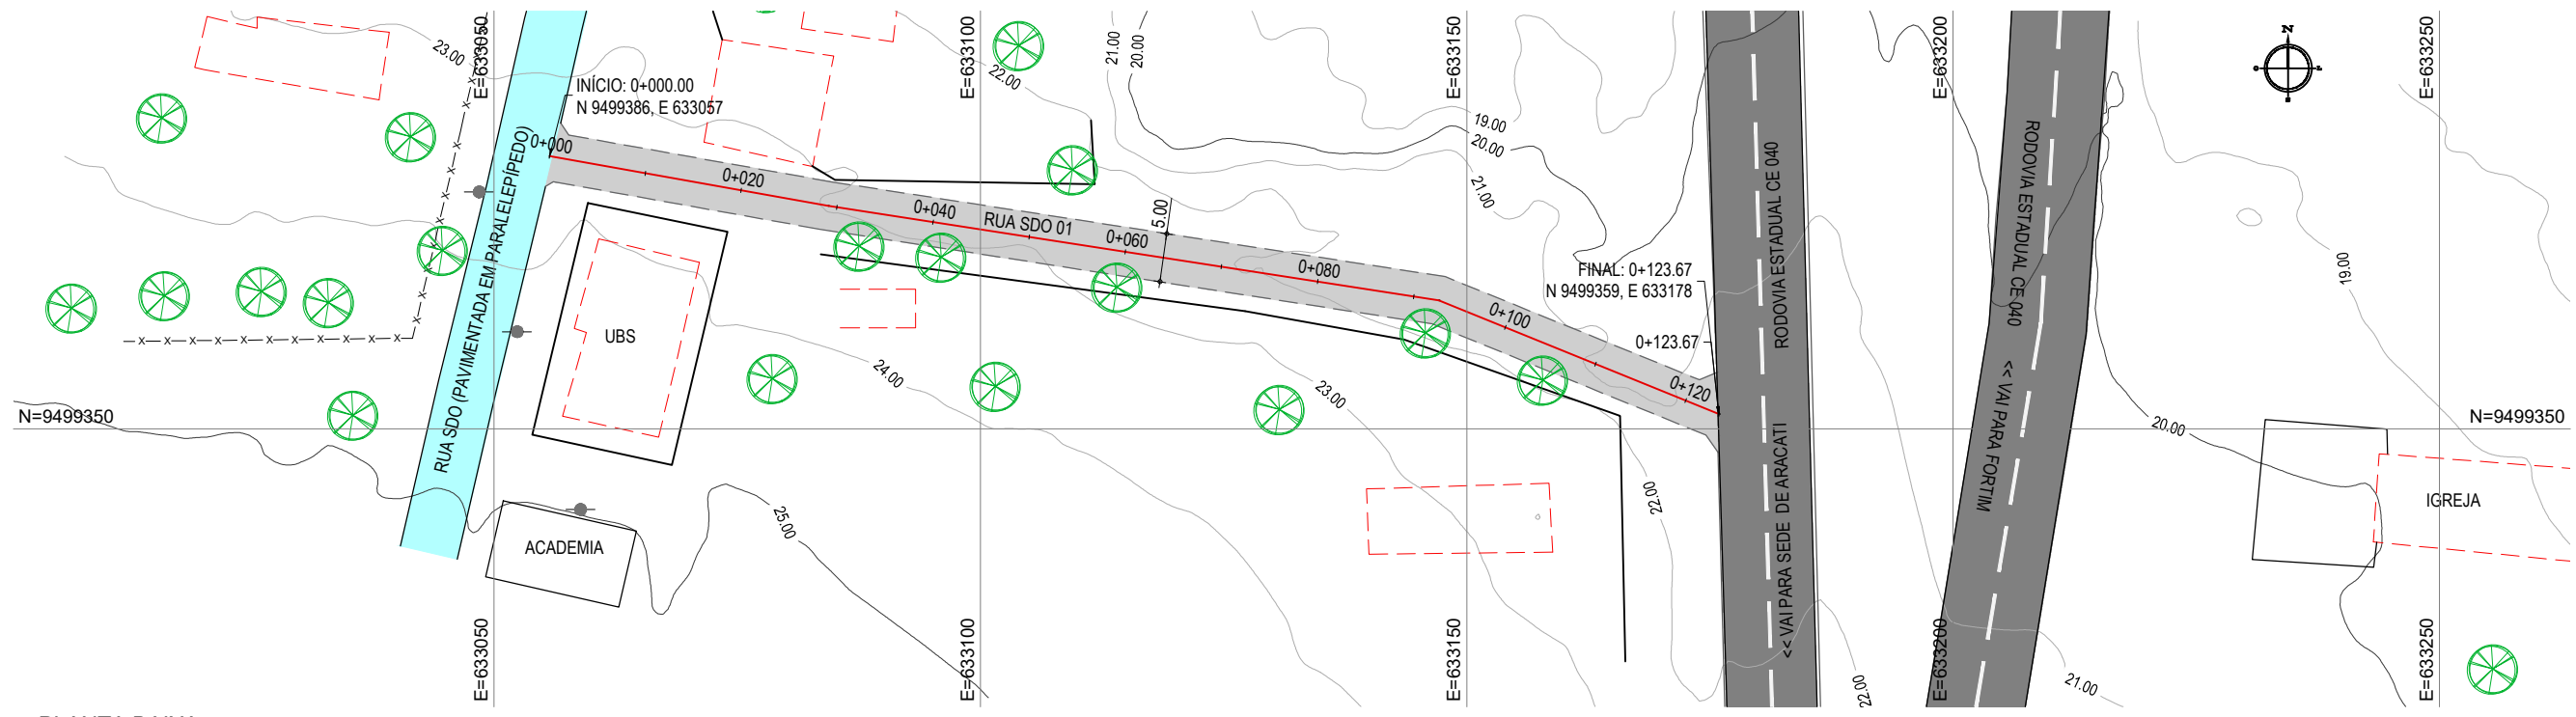 E=633050
E=633100
E=633150
E=633200
E=633250
23.00
22.00
21.00
20.00
19.00
20.00
21.00
N
INÍCIO: 0+000.00
N 9499386, E 633057
0+000
0+020
0+040
RUA SDO 01
0+060
5.00
0+080
0+100
0+120
FINAL: 0+123.67
N 9499359, E 633178
0+123.67
RUA SDO (PAVIMENTADA EM PARALELEPÍPEDO)
RODOVIA ESTADUAL CE 040
<< VAI PARA SEDE DE ARACATI
RODOVIA ESTADUAL CE 040
<< VAI PARA FORTIM
UBS
ACADEMIA
IGREJA
24.00
23.00
25.00
22.00
22.00
21.00
20.00
19.00
N=9499350
N=9499350
E=633050
E=633100
E=633150
E=633200
E=633250